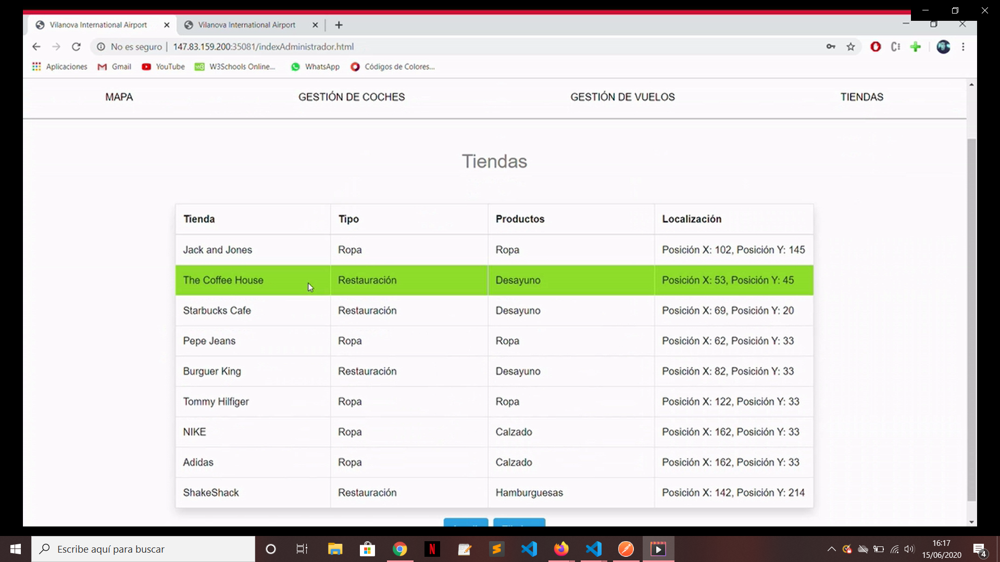 Vilanova International Airport
Vilanova International Airport
No es seguro | 147.83.159.200:35081/indexAdministrador.html
Aplicaciones Gmail YouTube W3Schools Online... WhatsApp Códigos de Colores...
MAPA GESTIÓN DE COCHES GESTIÓN DE VUELOS TIENDAS
Tiendas
Tienda Tipo Productos Localización
Jack and Jones Ropa Ropa Posición X: 102, Posición Y: 145
The Coffee House Restauración Desayuno Posición X: 53, Posición Y: 45
Starbucks Cafe Restauración Desayuno Posición X: 69, Posición Y: 20
Pepe Jeans Ropa Ropa Posición X: 62, Posición Y: 33
Burguer King Restauración Desayuno Posición X: 82, Posición Y: 33
Tommy Hilfiger Ropa Ropa Posición X: 122, Posición Y: 33
NIKE Ropa Calzado Posición X: 162, Posición Y: 33
Adidas Ropa Calzado Posición X: 162, Posición Y: 33
ShakeShack Restauración Hamburguesas Posición X: 142, Posición Y: 214
Escribe aquí para buscar
16:17
15/06/2020
4